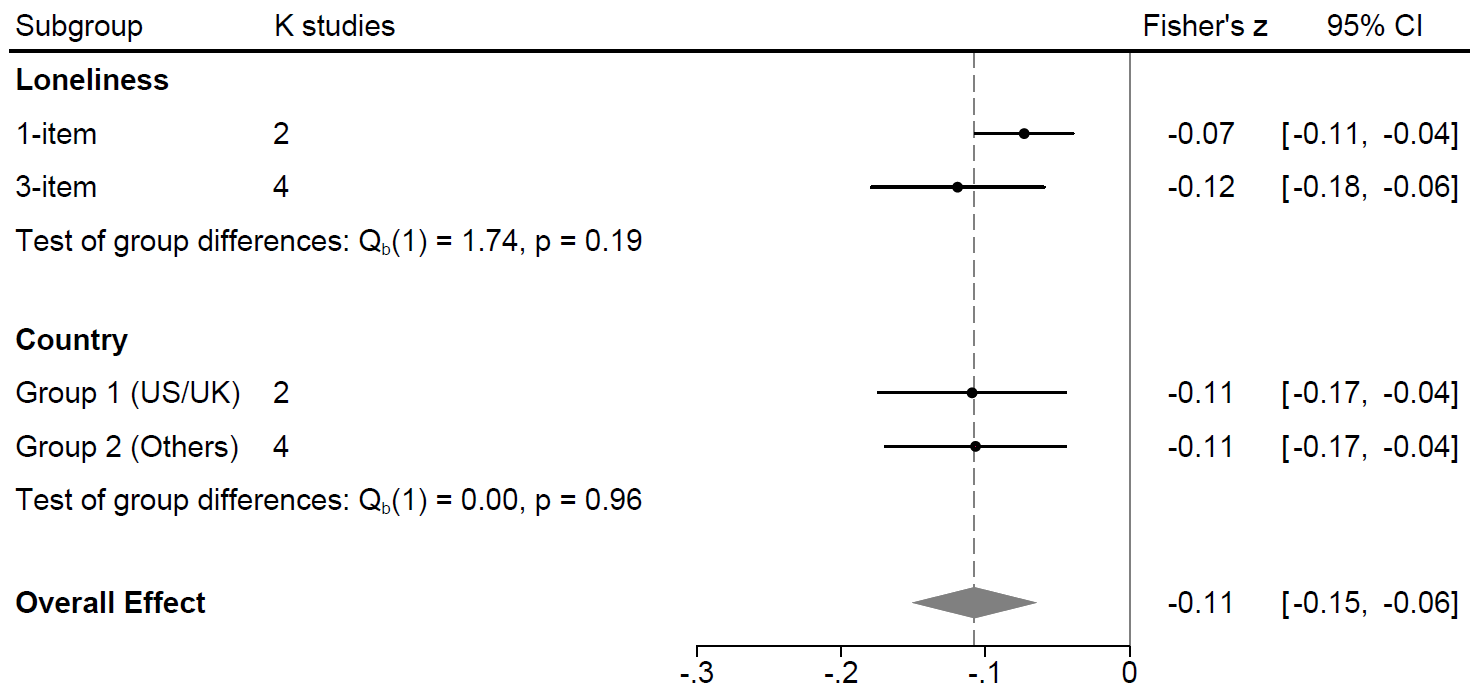 Subgroup K studies Fisher's z 95% CI
Loneliness
1-item 2 -0.07 [-0.11, -0.04]
3-item 4 -0.12 [-0.18, -0.06]
Test of group differences: Qb(1) = 1.74, p = 0.19
Country
Group 1 (US/UK) 2 -0.11 [-0.17, -0.04]
Group 2 (Others) 4 -0.11 [-0.17, -0.04]
Test of group differences: Qb(1) = 0.00, p = 0.96
Overall Effect -0.11 [-0.15, -0.06]
-.3 -.2 -.1 0